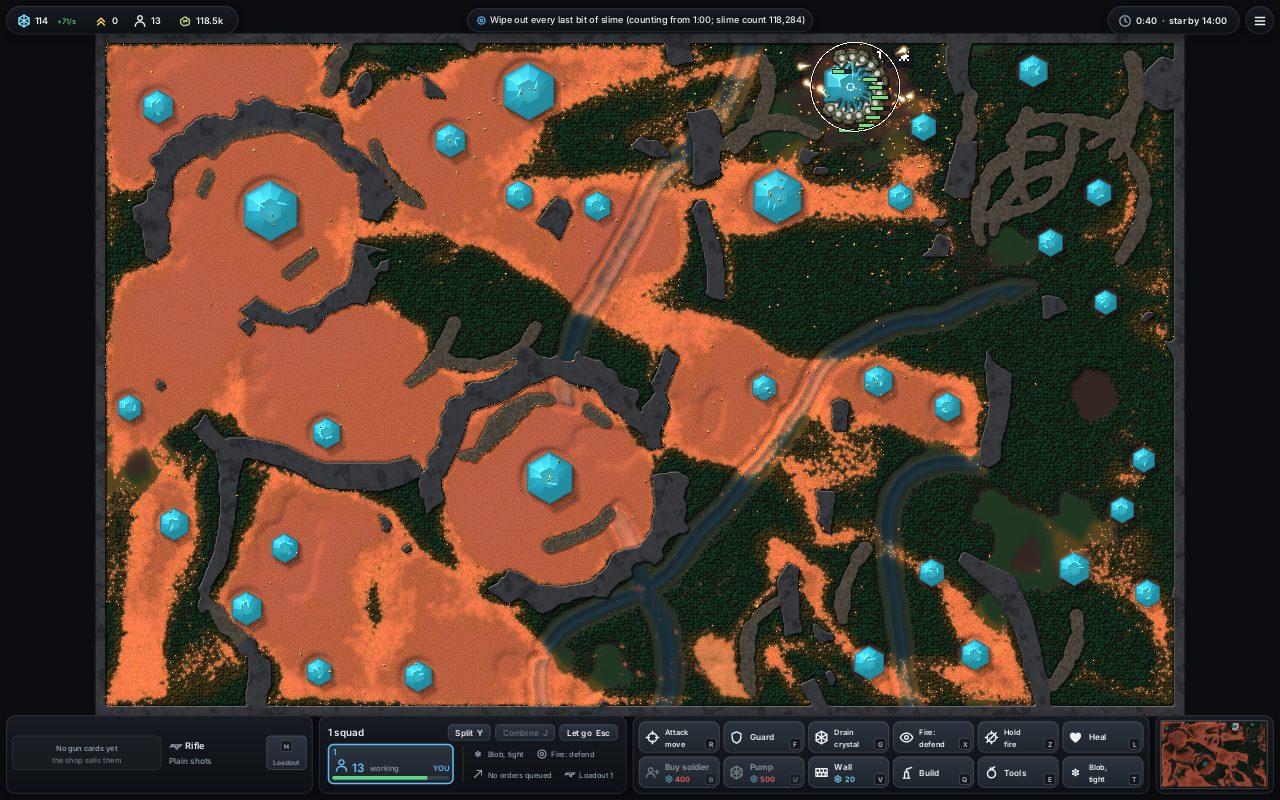 114 +71/s 0 13 118.5k
Wipe out every last bit of slime (counting from 1:00; slime count 118,284)
0:40 · star by 14:00
1
No gun cards yet
the shop sells them
Rifle
Plain shots
H
Loadout
1 squad
Split Y
Combine J
Let go Esc
1
13 working YOU
Blob, tight
Fire: defend
No orders queued
Loadout 1
Attack move R
Guard F
Drain crystal G
Fire: defend X
Hold fire Z
Heal L
Buy soldier 400 B
Pump 500 U
Wall 20 V
Build Q
Tools E
Blob, tight T